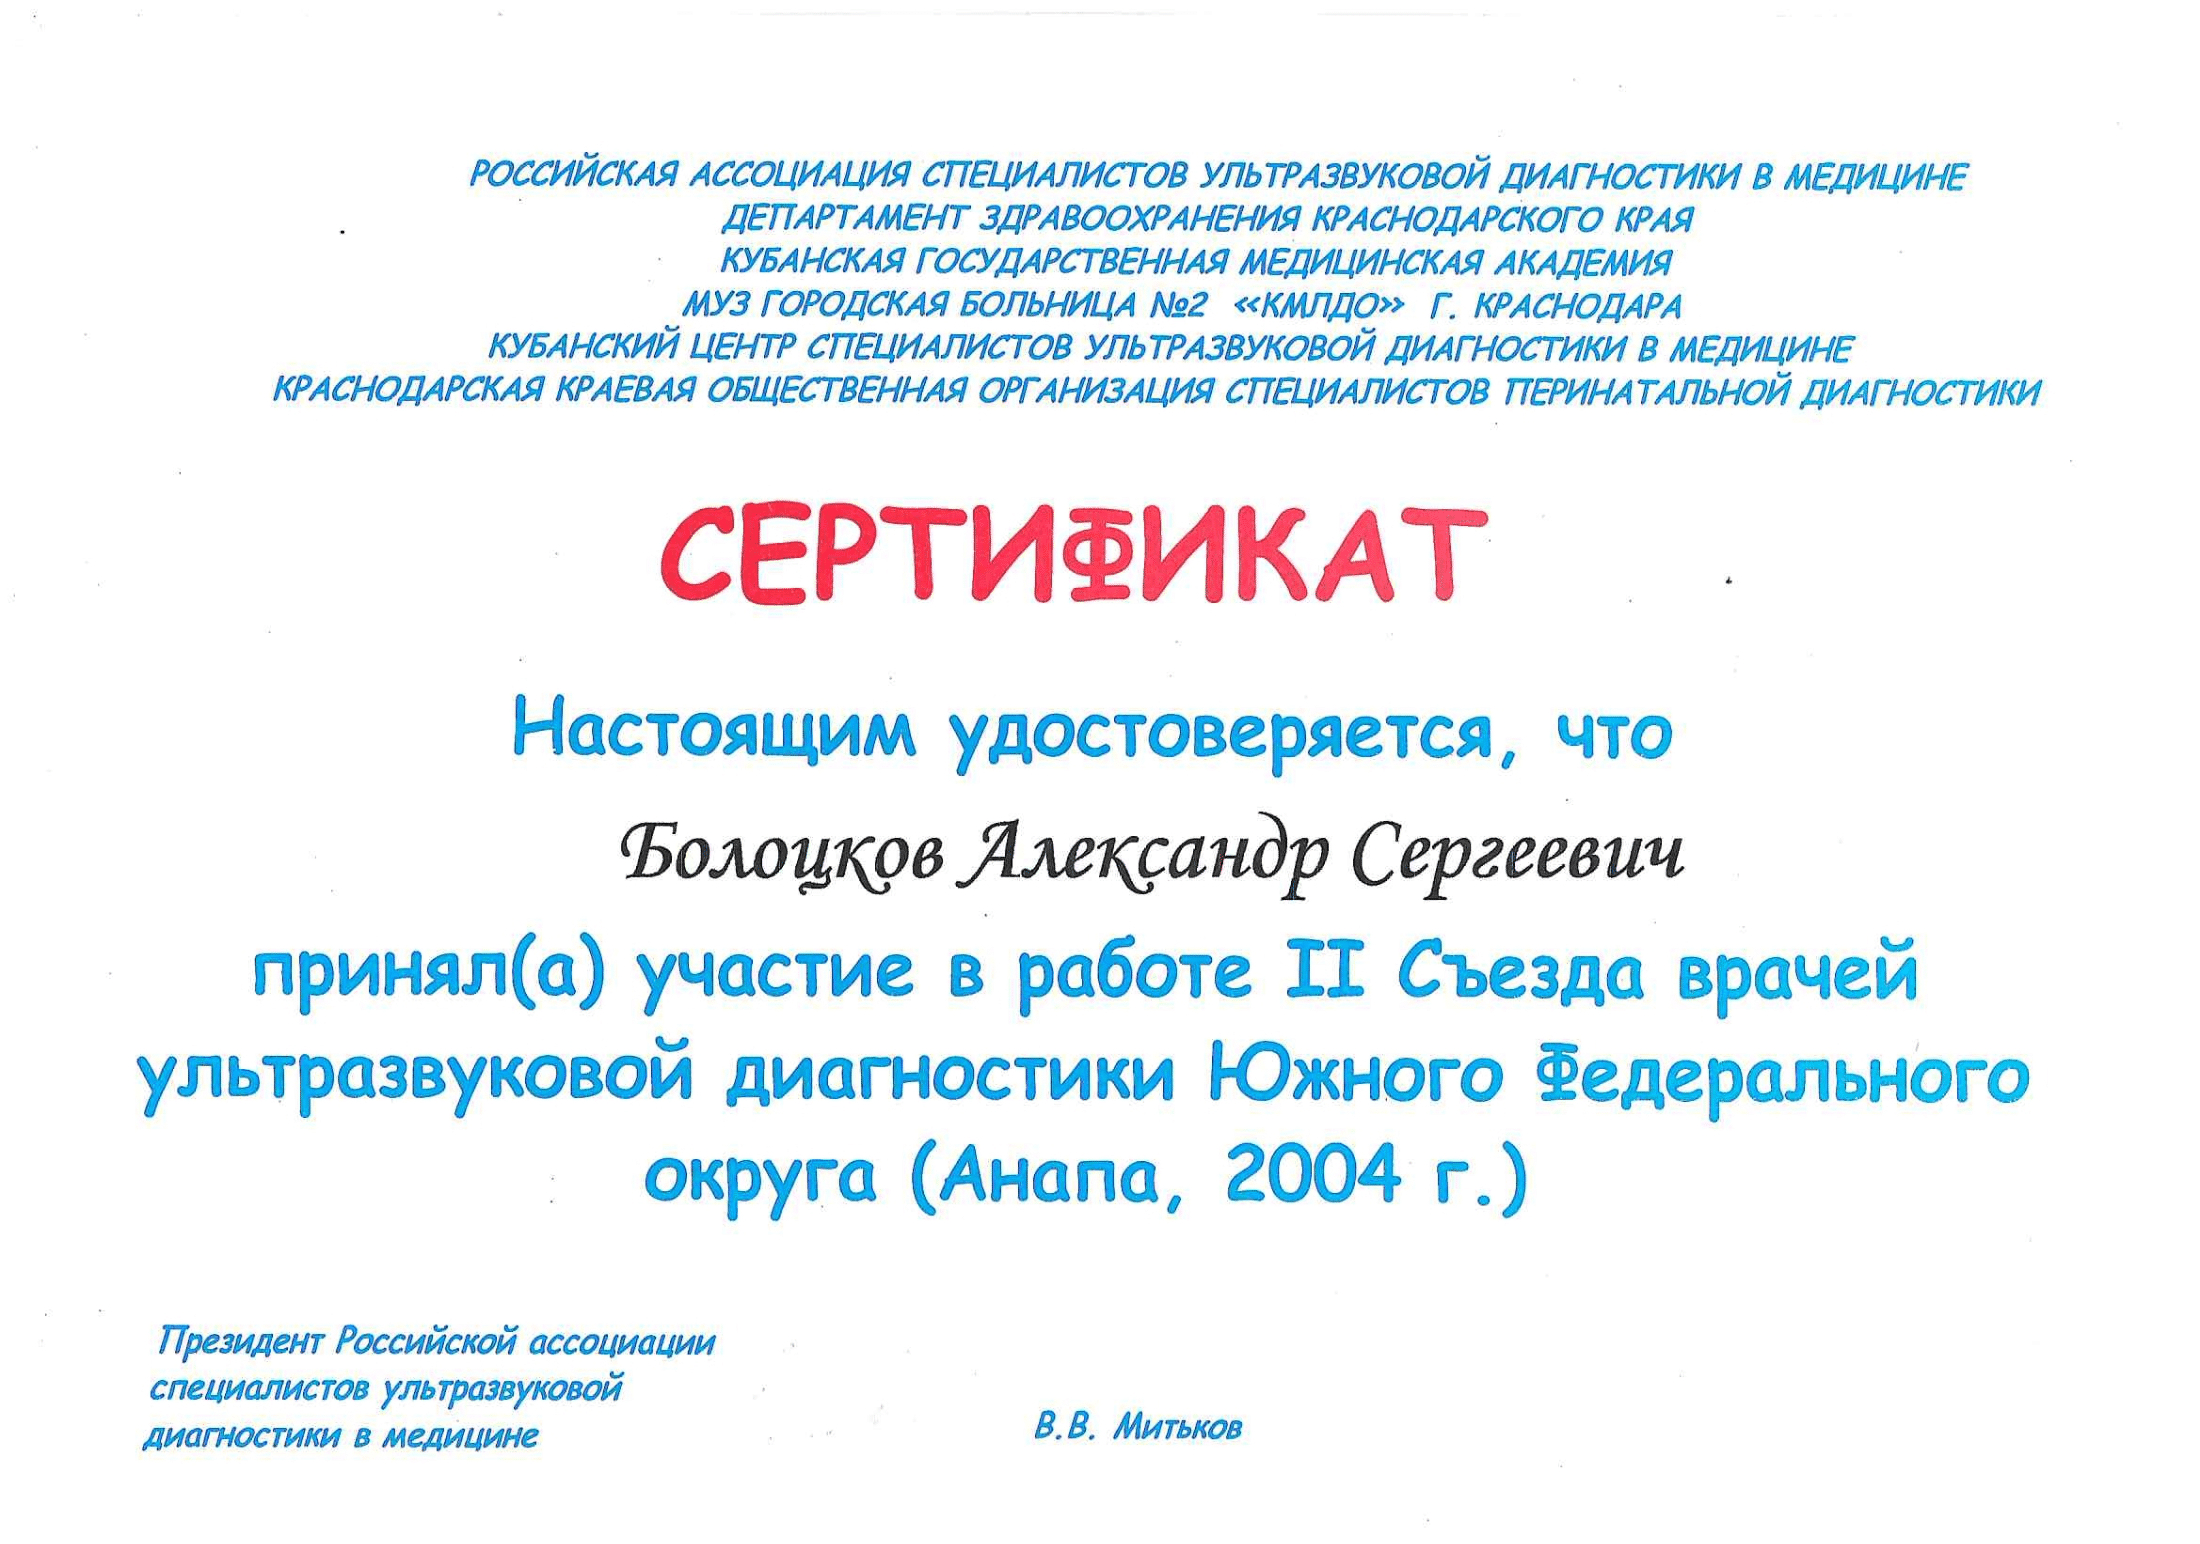 РОССИЙСКАЯ АССОЦИАЦИЯ СПЕЦИАЛИСТОВ УЛЬТРАЗВУКОВОЙ ДИАГНОСТИКИ В МЕДИЦИНЕ
ДЕПАРТАМЕНТ ЗДРАВООХРАНЕНИЯ КРАСНОДАРСКОГО КРАЯ
КУБАНСКАЯ ГОСУДАРСТВЕННАЯ МЕДИЦИНСКАЯ АКАДЕМИЯ
МУЗ ГОРОДСКАЯ БОЛЬНИЦА №2 «КМЛДО» Г. КРАСНОДАРА
КУБАНСКИЙ ЦЕНТР СПЕЦИАЛИСТОВ УЛЬТРАЗВУКОВОЙ ДИАГНОСТИКИ В МЕДИЦИНЕ
КРАСНОДАРСКАЯ КРАЕВАЯ ОБЩЕСТВЕННАЯ ОРГАНИЗАЦИЯ СПЕЦИАЛИСТОВ ПЕРИНАТАЛЬНОЙ ДИАГНОСТИКИ
СЕРТИФИКАТ
Настоящим удостоверяется, что
Болоцков Александр Сергеевич
принял(а) участие в работе II Съезда врачей
ультразвуковой диагностики Южного Федерального
округа (Анапа, 2004 г.)
Президент Российской ассоциации
специалистов ультразвуковой
диагностики в медицине
В.В. Митьков